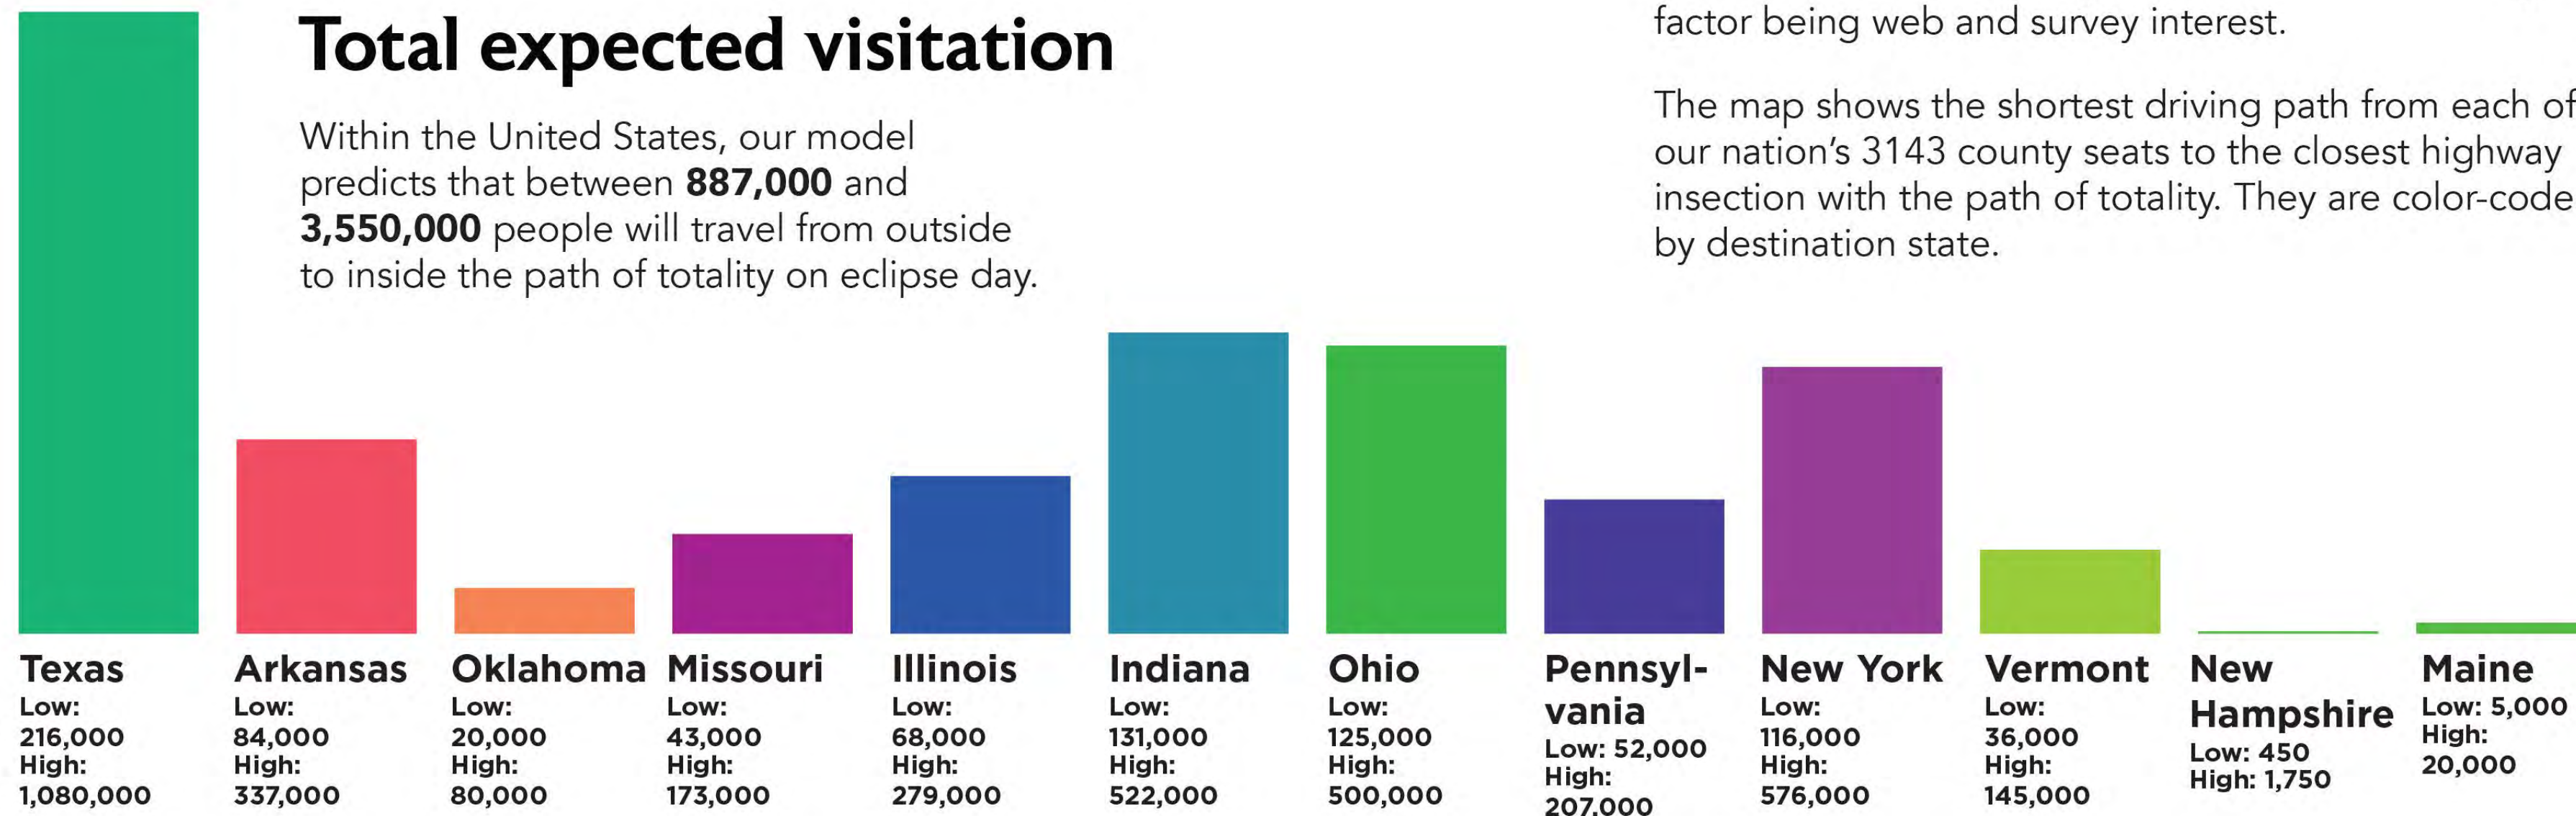 Total expected visitation
Within the United States, our model
predicts that between 887,000 and
3,550,000 people will travel from outside
to inside the path of totality on eclipse day.
factor being web and survey interest.
The map shows the shortest driving path from each of
our nation’s 3143 county seats to the closest highway
insection with the path of totality. They are color-code
by destination state.
Texas
Low:
216,000
High:
1,080,000
Arkansas
Low:
84,000
High:
337,000
Oklahoma
Low:
20,000
High:
80,000
Missouri
Low:
43,000
High:
173,000
Illinois
Low:
68,000
High:
279,000
Indiana
Low:
131,000
High:
522,000
Ohio
Low:
125,000
High:
500,000
Pennsyl-
vania
Low: 52,000
High:
207,000
New York
Low:
116,000
High:
576,000
Vermont
Low:
36,000
High:
145,000
New
Hampshire
Low: 450
High: 1,750
Maine
Low: 5,000
High:
20,000